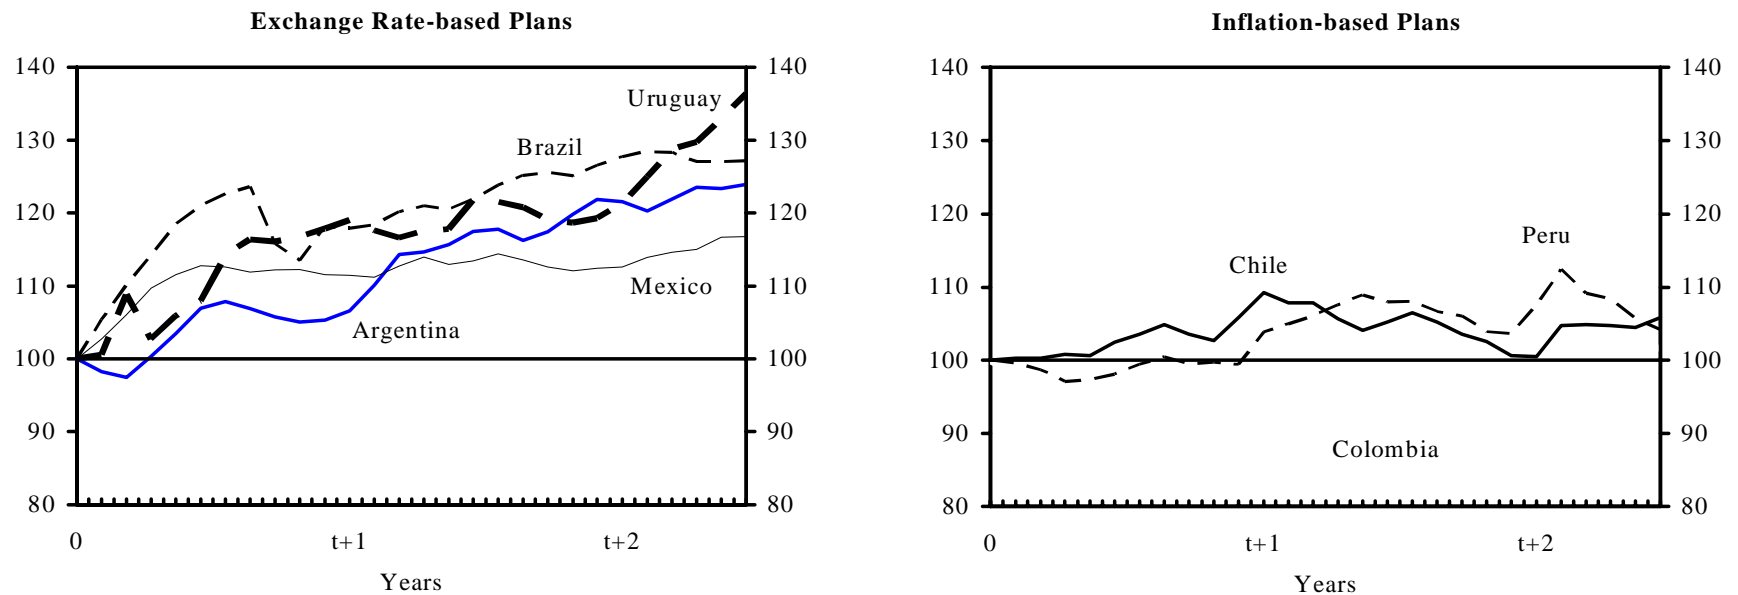 Exchange Rate-based Plans
140 140
130 130
120 120
110 110
100 100
90 90
80 80
Uruguay
Brazil
Mexico
Argentina
0 t+1 t+2
Years
Inflation-based Plans
140 140
130 130
120 120
110 110
100 100
90 90
80 80
Peru
Chile
Colombia
0 t+1 t+2
Years